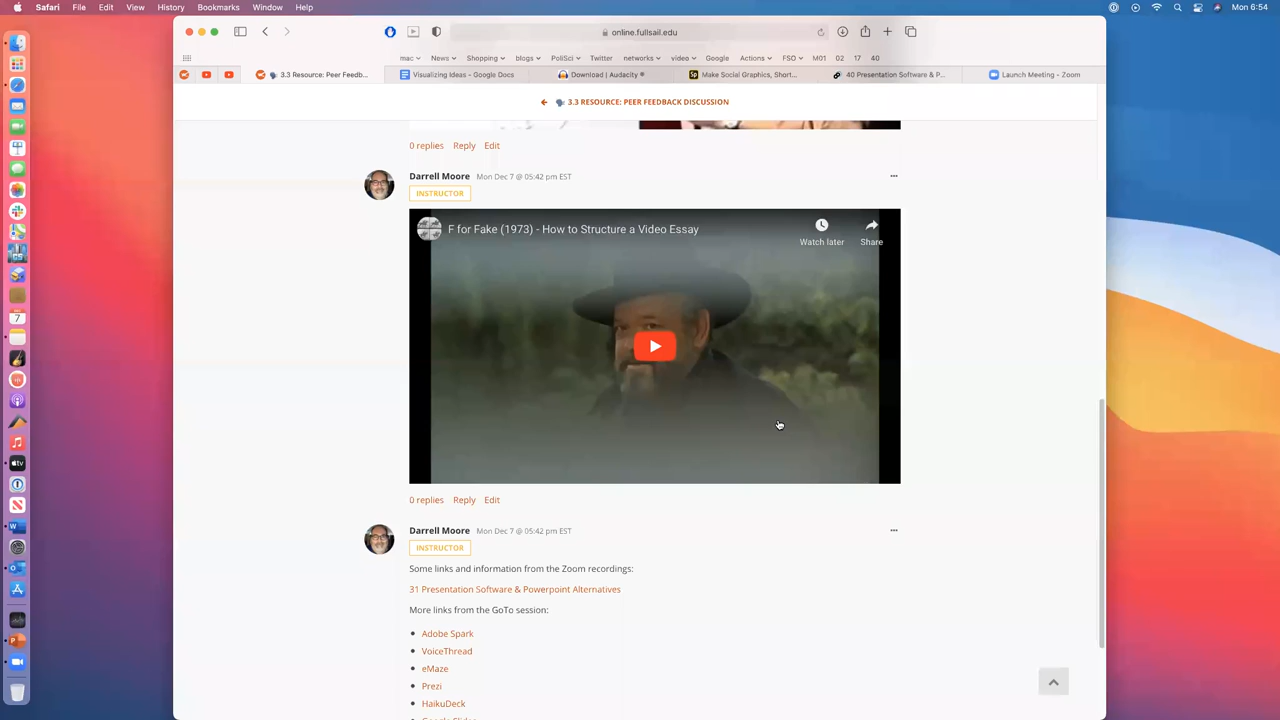 Safari File Edit View History Bookmarks Window Help Mon 6:54
online.fullsail.edu
mac News Shopping blogs PoliSci Twitter networks video Google Actions FSO M01 02 17 40
3.3 Resource: Peer Feedb... Visualizing Ideas – Google Docs Download | Audacity ® Make Social Graphics, Short... 40 Presentation Software & P... Launch Meeting - Zoom
3.3 RESOURCE: PEER FEEDBACK DISCUSSION
0 replies Reply Edit
Darrell Moore Mon Dec 7 @ 05:42 pm EST
INSTRUCTOR
F for Fake (1973) - How to Structure a Video Essay
Watch later Share
0 replies Reply Edit
Darrell Moore Mon Dec 7 @ 05:42 pm EST
INSTRUCTOR
Some links and information from the Zoom recordings:
31 Presentation Software & Powerpoint Alternatives
More links from the GoTo session:
Adobe Spark
VoiceThread
eMaze
Prezi
HaikuDeck